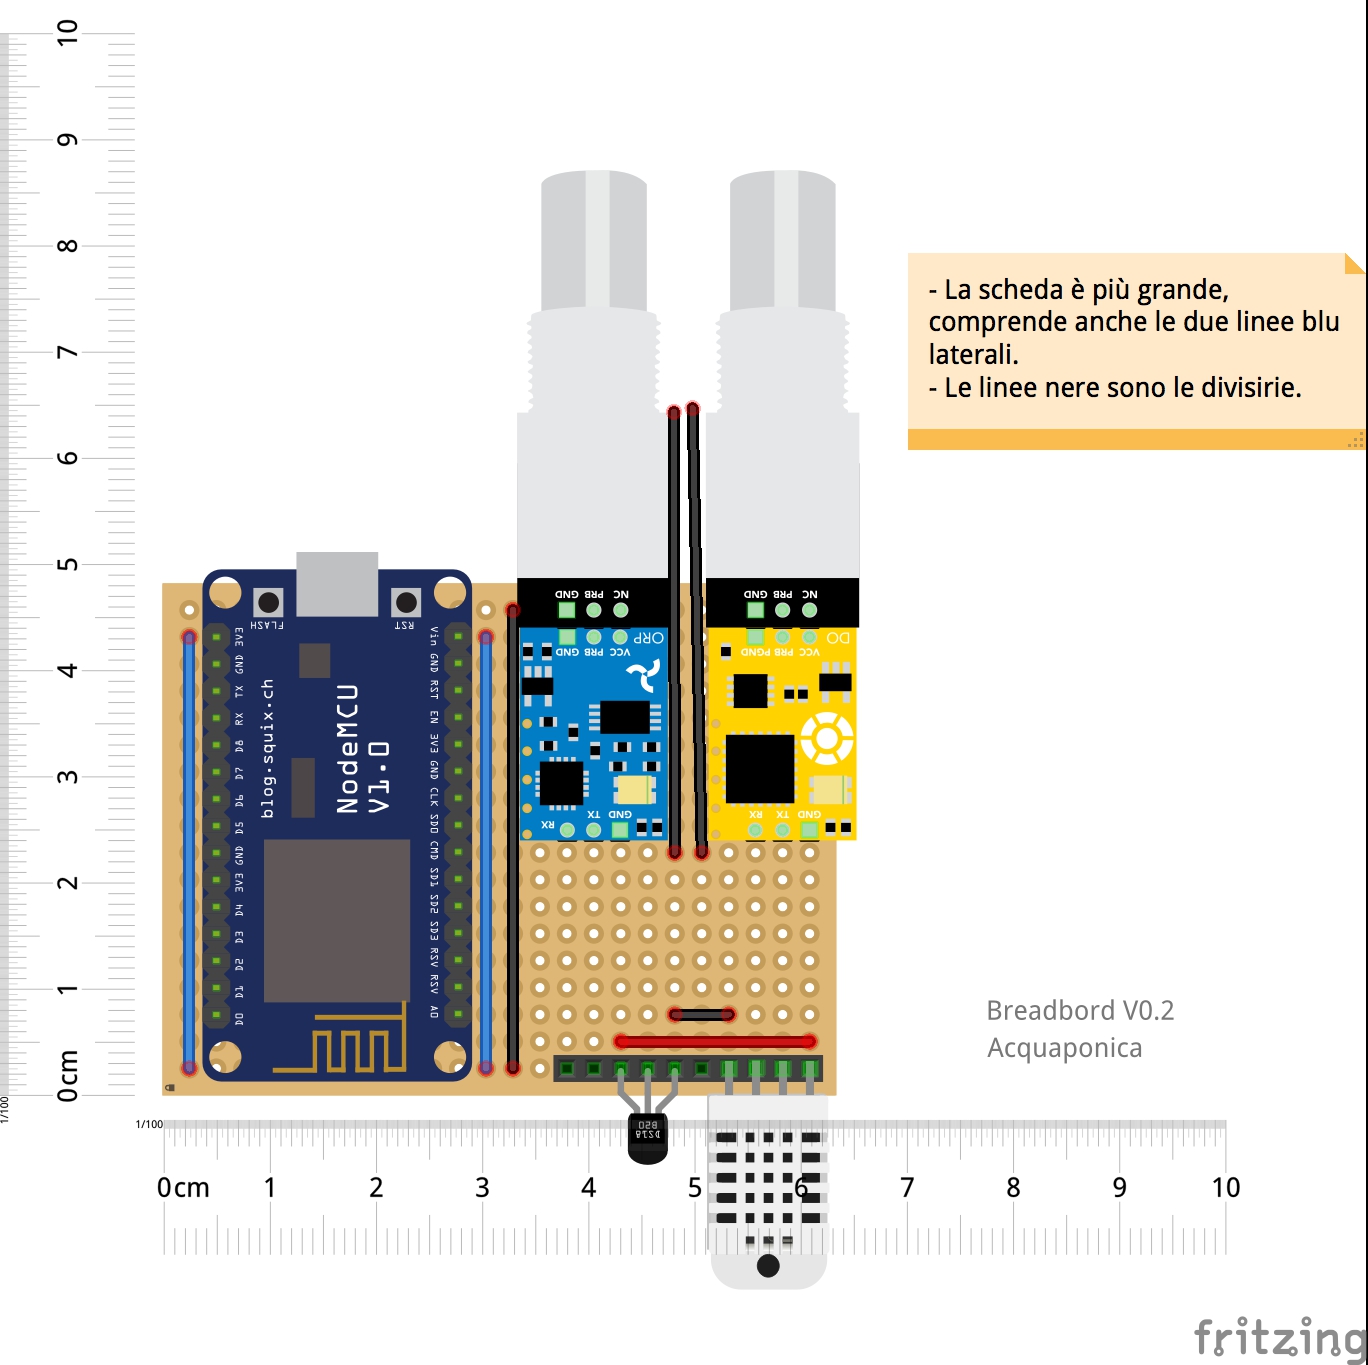 10
9
8
7
6
5
4
3
2
1
0cm
1/100
- La scheda è più grande,
comprende anche le due linee blu
laterali.
- Le linee nere sono le divisirie.
GND PRB NC
GND PRB NC
FLASH
RST
ORP
GND PRB VCC
DO
PGND PRB VCC
3V3 GND TX RX D8 D7 D6 D5 GND 3V3 D4 D3 D2 D1 D0
blog.squix.ch
NodeMCU
V1.0
Vin GND RST EN 3V3 GND CLK SD0 CMD SD1 SD2 SD3 RSV RSV A0
RX TX GND
RX TX GND
Breadbord V0.2
Acquaponica
1/100
0cm 1 2 3 4 5 6 7 8 9 10
fritzing